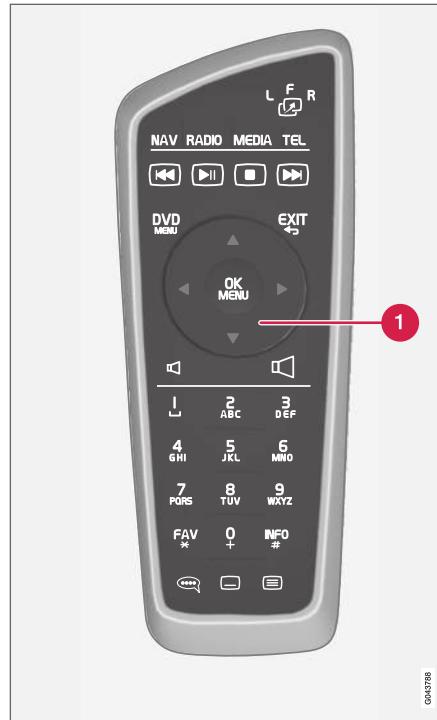 L F R
NAV RADIO MEDIA TEL
DVD
MENU
EXIT
OK
MENU
1
1 2 3
ABC DEF
4 5 6
GHI JKL MNO
7 8 9
PQRS TUV WXYZ
FAV 0 INFO
* + #
G043788